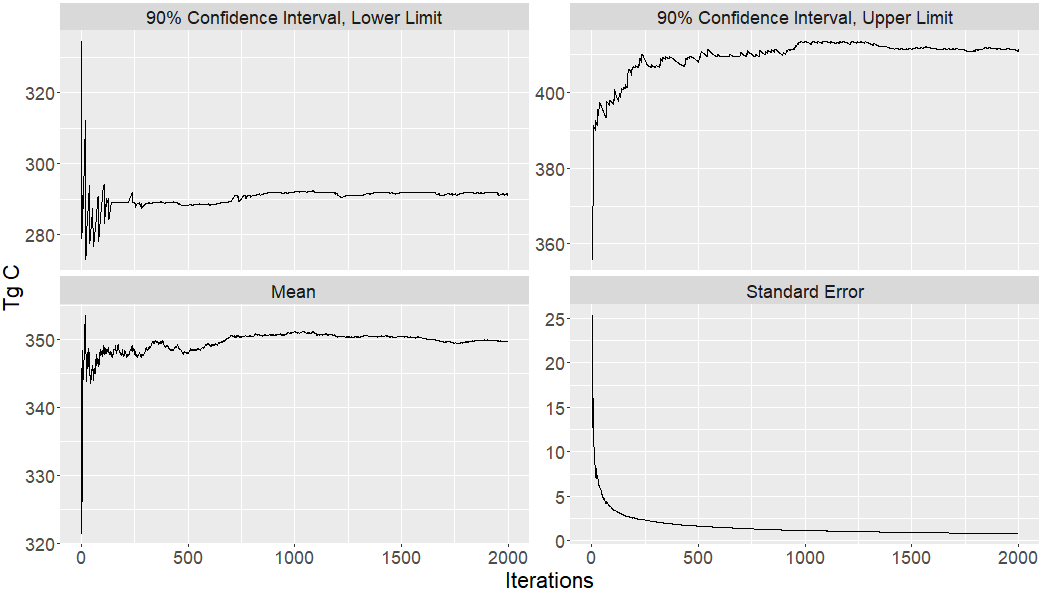 90% Confidence Interval, Lower Limit
90% Confidence Interval, Upper Limit
320
300
280
400
380
360
Tg C
Mean
Standard Error
350
340
330
320
25
20
15
10
5
0
0 500 1000 1500 2000
0 500 1000 1500 2000
Iterations